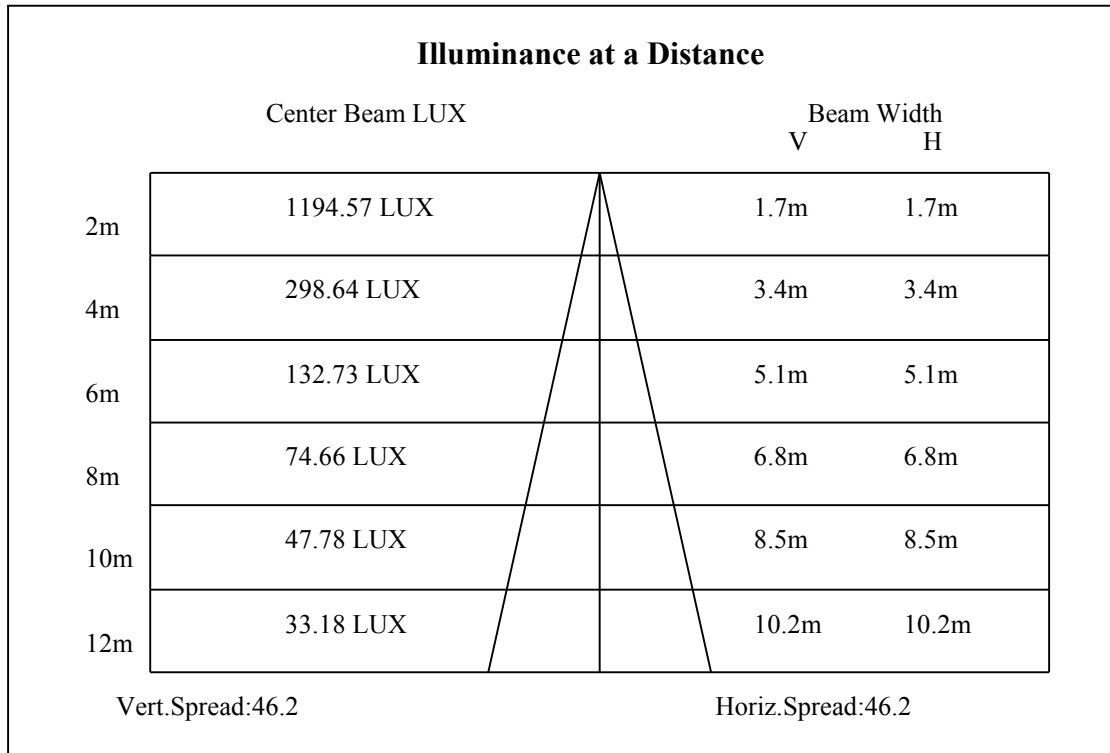 Illuminance at a Distance
Center Beam LUX Beam Width
V H
2m 1194.57 LUX 1.7m 1.7m
4m 298.64 LUX 3.4m 3.4m
6m 132.73 LUX 5.1m 5.1m
8m 74.66 LUX 6.8m 6.8m
10m 47.78 LUX 8.5m 8.5m
12m 33.18 LUX 10.2m 10.2m
Vert.Spread:46.2 Horiz.Spread:46.2